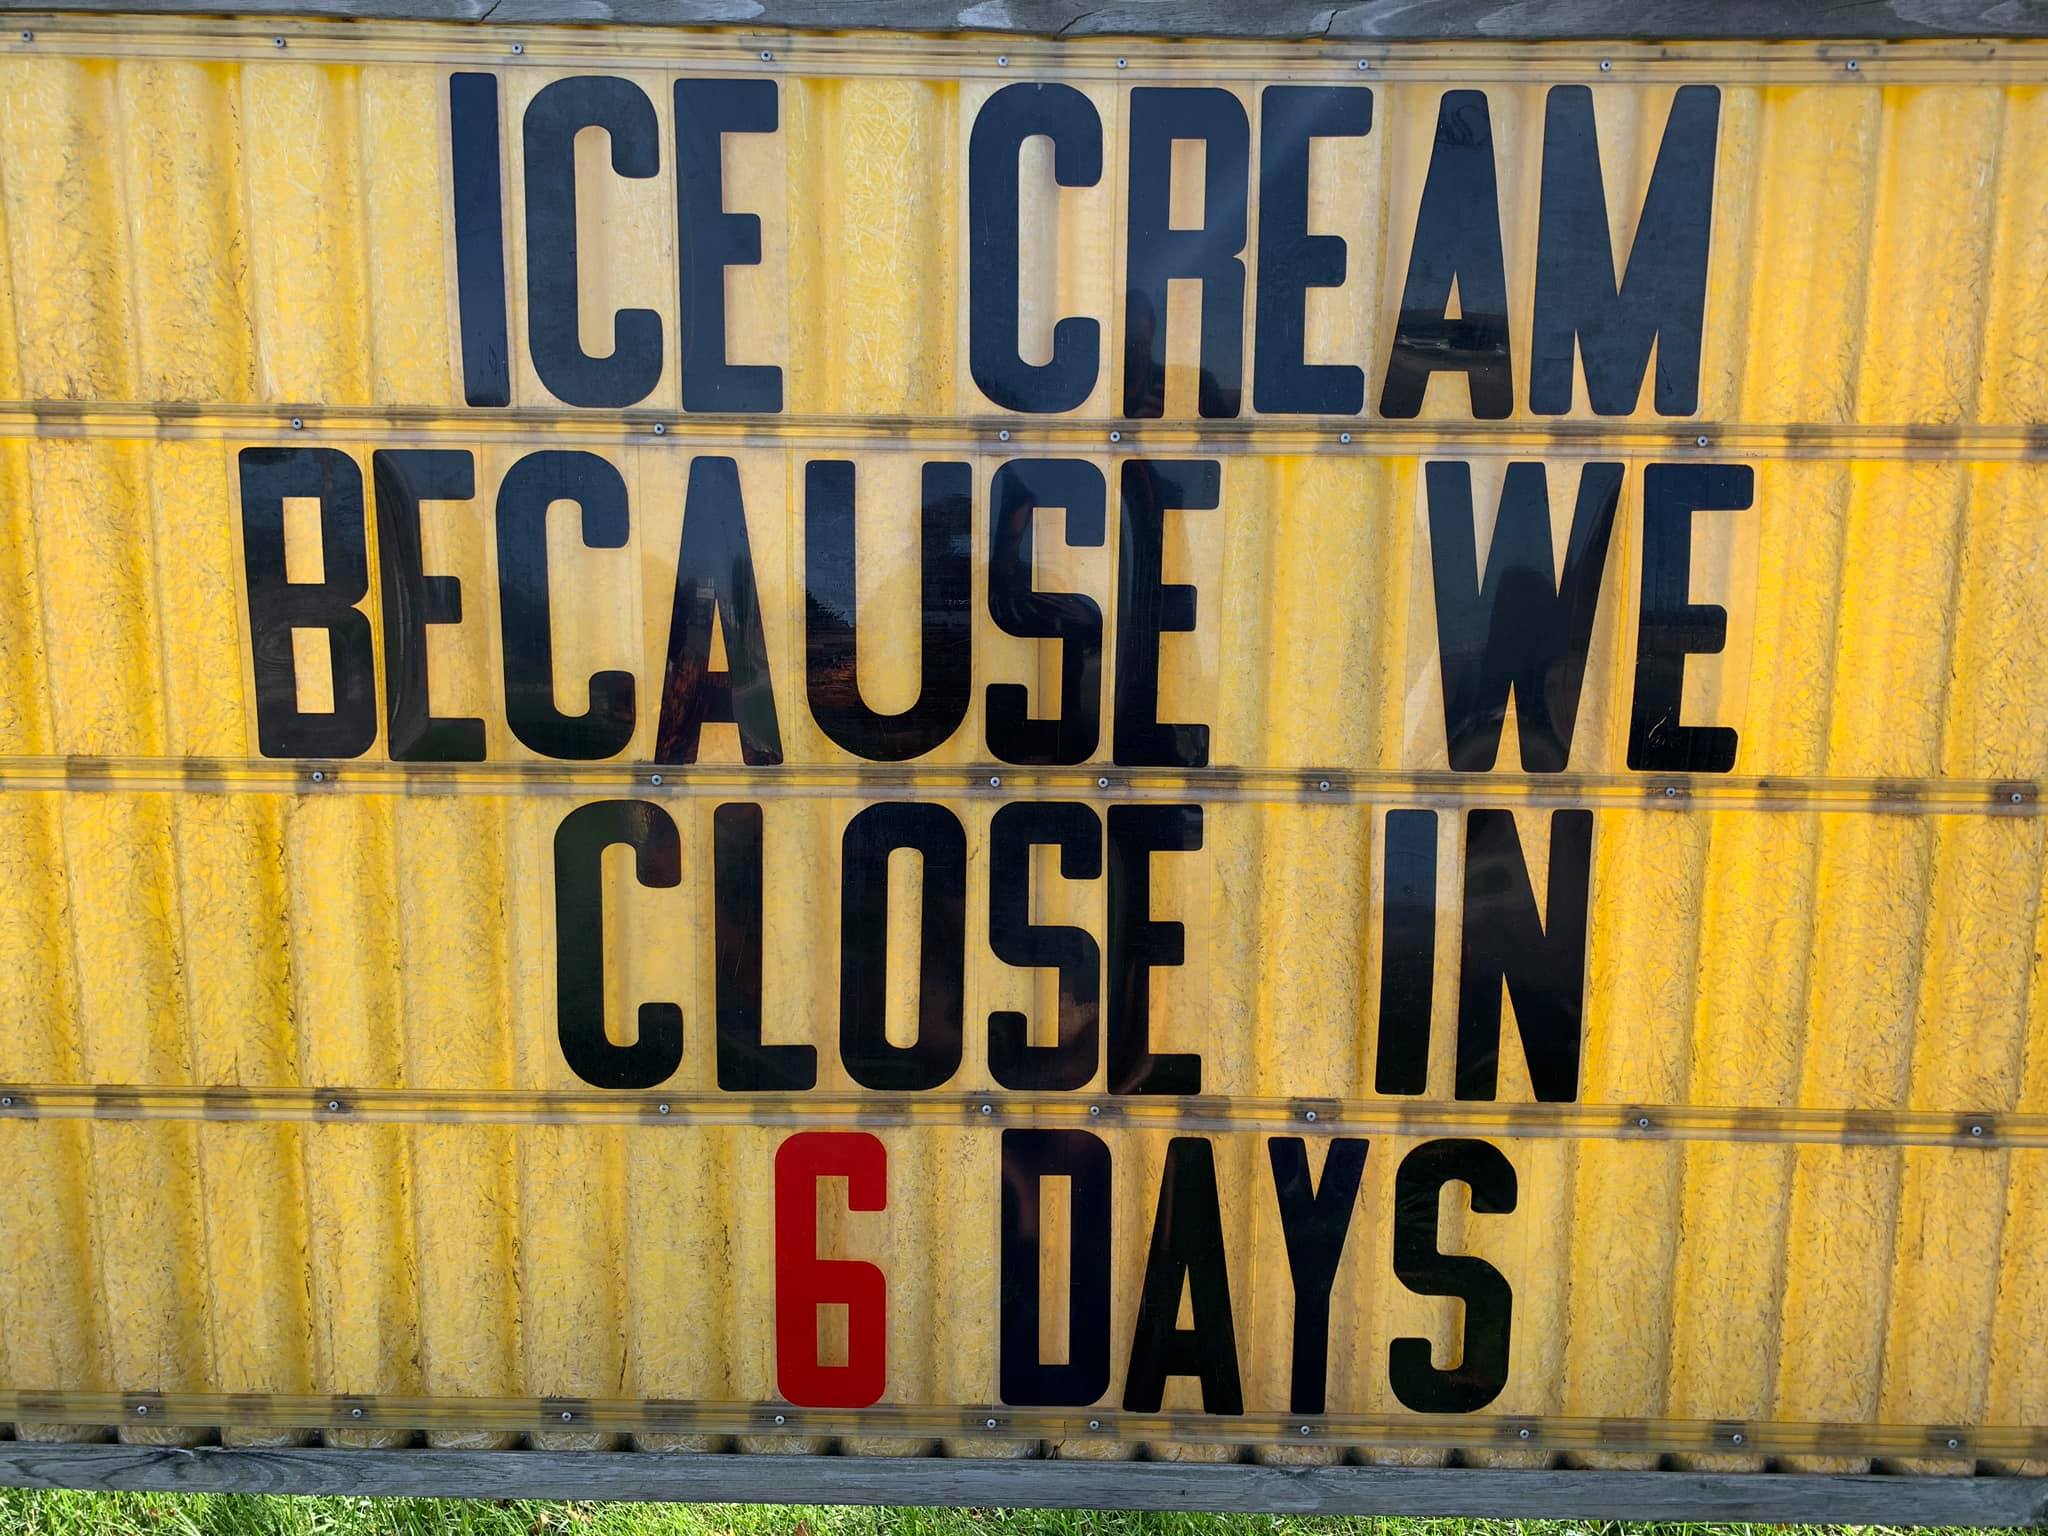 ICE CREAM
BECAUSE WE
CLOSE IN
6 DAYS